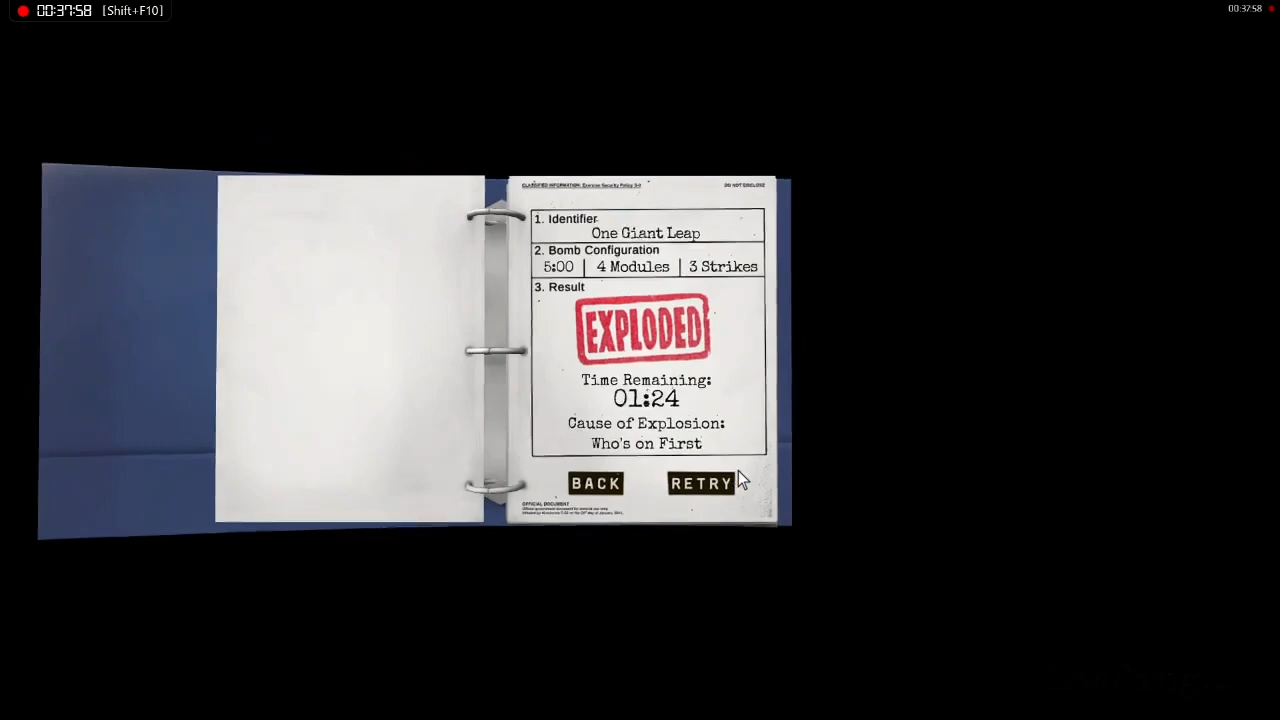 00:37:58 [Shift+F10]
00:37:58
CLASSIFIED INFORMATION:
DO NOT DISCLOSE
1. Identifier
One Giant Leap
2. Bomb Configuration
5:00 | 4 Modules | 3 Strikes
3. Result
EXPLODED
Time Remaining:
01:24
Cause of Explosion:
Who's on First
BACK RETRY
OFFICIAL DOCUMENT